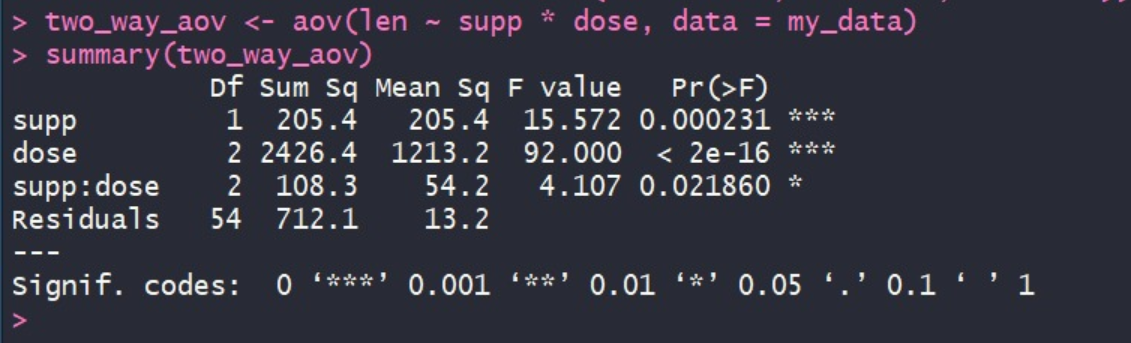 > two_way_aov <- aov(len ~ supp * dose, data = my_data)
> summary(two_way_aov)
            Df Sum Sq Mean Sq F value   Pr(>F)
supp         1  205.4   205.4  15.572 0.000231 ***
dose         2 2426.4  1213.2  92.000  < 2e-16 ***
supp:dose    2  108.3    54.2   4.107 0.021860 *
Residuals   54  712.1    13.2
---
Signif. codes:  0 ‘***’ 0.001 ‘**’ 0.01 ‘*’ 0.05 ‘.’ 0.1 ‘ ’ 1
>